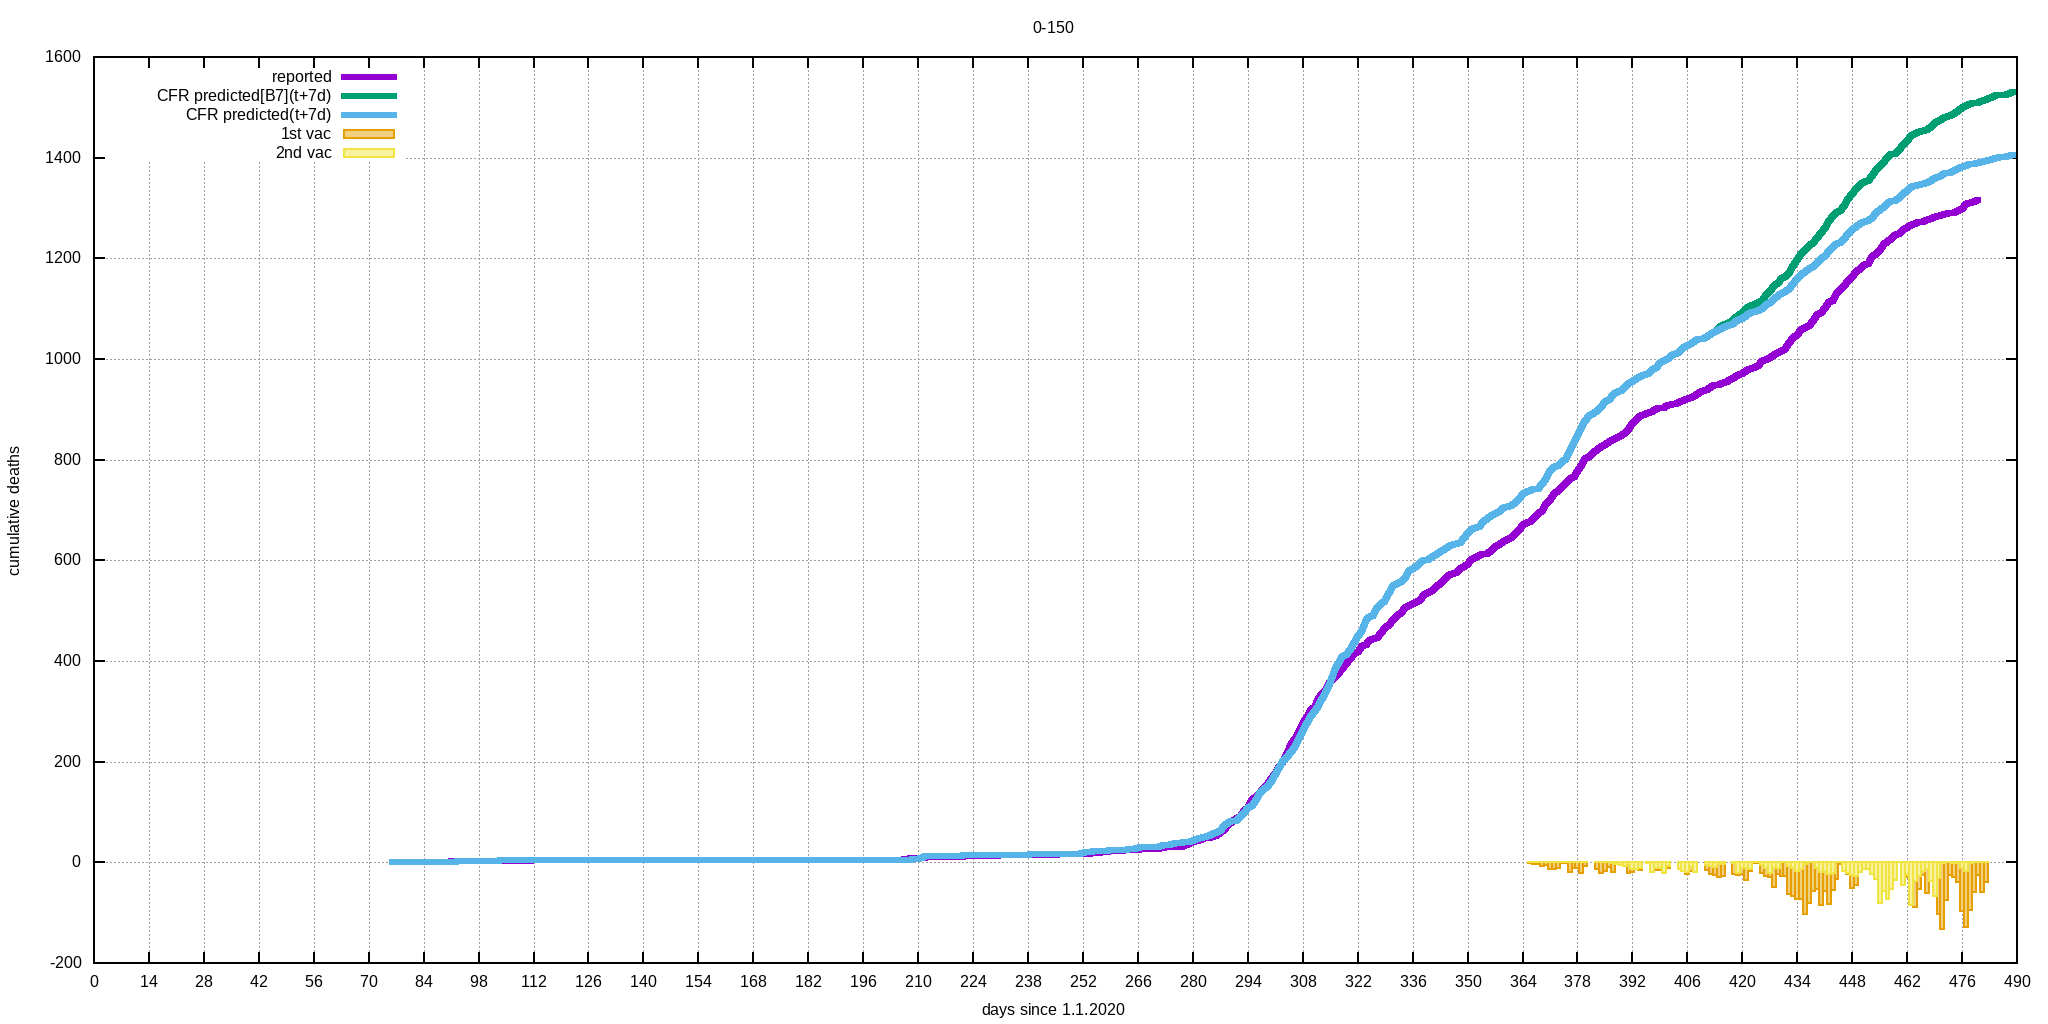 0-150
1600
1400
1200
1000
800
600
400
200
0
-200
cumulative deaths
reported
CFR predicted[B7](t+7d)
CFR predicted(t+7d)
1st vac
2nd vac
0 14 28 42 56 70 84 98 112 126 140 154 168 182 196 210 224 238 252 266 280 294 308 322 336 350 364 378 392 406 420 434 448 462 476 490
days since 1.1.2020